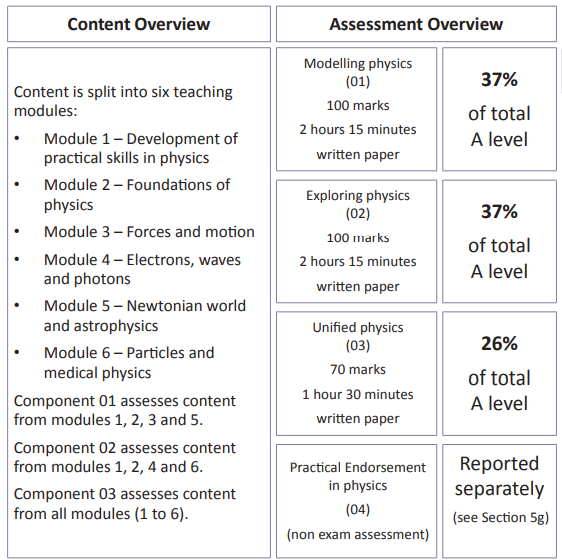 Content Overview
Content is split into six teaching
modules:
• Module 1 – Development of
practical skills in physics
• Module 2 – Foundations of
physics
• Module 3 – Forces and motion
• Module 4 – Electrons, waves
and photons
• Module 5 – Newtonian world
and astrophysics
• Module 6 – Particles and
medical physics
Component 01 assesses content
from modules 1, 2, 3 and 5.
Component 02 assesses content
from modules 1, 2, 4 and 6.
Component 03 assesses content
from all modules (1 to 6).
Assessment Overview
Modelling physics
(01)
100 marks
2 hours 15 minutes
written paper
37%
of total
A level
Exploring physics
(02)
100 marks
2 hours 15 minutes
written paper
37%
of total
A level
Unified physics
(03)
70 marks
1 hour 30 minutes
written paper
26%
of total
A level
Practical Endorsement
in physics
(04)
(non exam assessment)
Reported
separately
(see Section 5g)